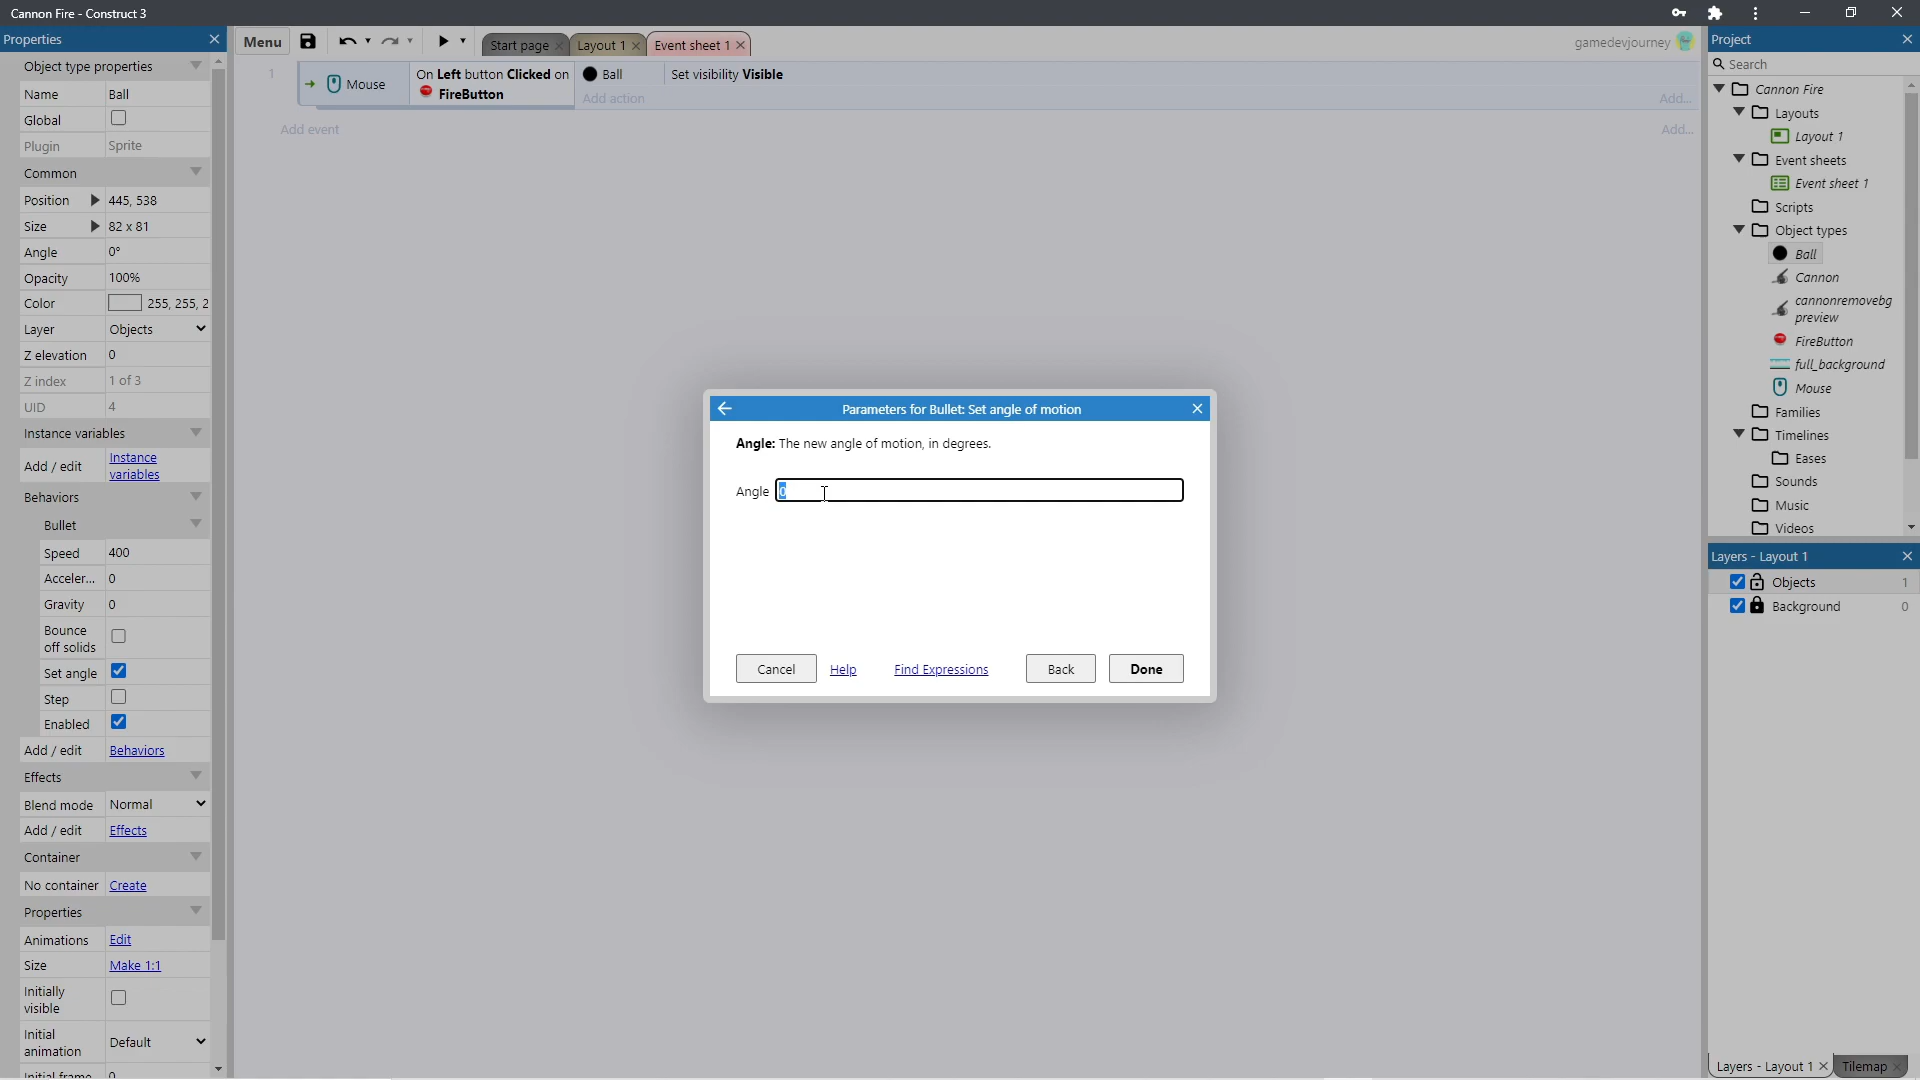 Cannon Fire - Construct 3
Properties
Object type properties
Name Ball
Global
Plugin Sprite
Common
Position 445, 538
Size 82 x 81
Angle 0°
Opacity 100%
Color 255, 255, 2
Layer Objects
Z elevation 0
Z index 1 of 3
UID 4
Instance variables
Add / edit Instance variables
Behaviors
Bullet
Speed 400
Acceler... 0
Gravity 0
Bounce off solids
Set angle
Step
Enabled
Add / edit Behaviors
Effects
Blend mode Normal
Add / edit Effects
Container
No container Create
Properties
Animations Edit
Size Make 1:1
Initially visible
Initial animation Default
Initial frame 0
Menu
Start page
Layout 1
Event sheet 1
gamedevjourney
1
Mouse
On Left button Clicked on
FireButton
Ball
Set visibility Visible
Add action
Add...
Add event
Add...
Parameters for Bullet: Set angle of motion
Angle: The new angle of motion, in degrees.
Angle 0
Cancel
Help
Find Expressions
Back
Done
Project
Search
Cannon Fire
Layouts
Layout 1
Event sheets
Event sheet 1
Scripts
Object types
Ball
Cannon
cannonremovebg
preview
FireButton
full_background
Mouse
Families
Timelines
Eases
Sounds
Music
Videos
Layers - Layout 1
Objects 1
Background 0
Layers - Layout 1
Tilemap